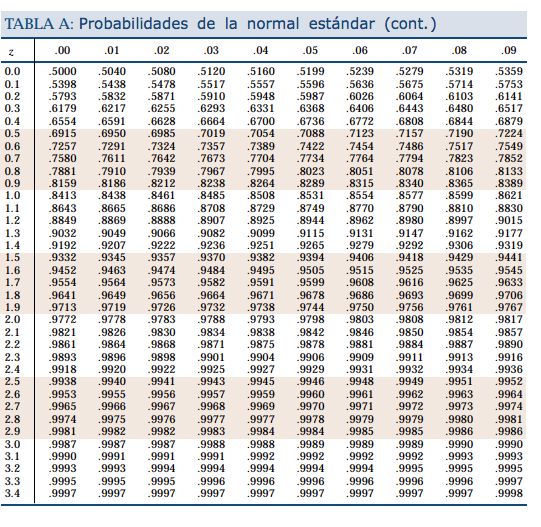 TABLA A: Probabilidades de la normal estándar (cont.)
z .00 .01 .02 .03 .04 .05 .06 .07 .08 .09
0.0 .5000 .5040 .5080 .5120 .5160 .5199 .5239 .5279 .5319 .5359
0.1 .5398 .5438 .5478 .5517 .5557 .5596 .5636 .5675 .5714 .5753
0.2 .5793 .5832 .5871 .5910 .5948 .5987 .6026 .6064 .6103 .6141
0.3 .6179 .6217 .6255 .6293 .6331 .6368 .6406 .6443 .6480 .6517
0.4 .6554 .6591 .6628 .6664 .6700 .6736 .6772 .6808 .6844 .6879
0.5 .6915 .6950 .6985 .7019 .7054 .7088 .7123 .7157 .7190 .7224
0.6 .7257 .7291 .7324 .7357 .7389 .7422 .7454 .7486 .7517 .7549
0.7 .7580 .7611 .7642 .7673 .7704 .7734 .7764 .7794 .7823 .7852
0.8 .7881 .7910 .7939 .7967 .7995 .8023 .8051 .8078 .8106 .8133
0.9 .8159 .8186 .8212 .8238 .8264 .8289 .8315 .8340 .8365 .8389
1.0 .8413 .8438 .8461 .8485 .8508 .8531 .8554 .8577 .8599 .8621
1.1 .8643 .8665 .8686 .8708 .8729 .8749 .8770 .8790 .8810 .8830
1.2 .8849 .8869 .8888 .8907 .8925 .8944 .8962 .8980 .8997 .9015
1.3 .9032 .9049 .9066 .9082 .9099 .9115 .9131 .9147 .9162 .9177
1.4 .9192 .9207 .9222 .9236 .9251 .9265 .9279 .9292 .9306 .9319
1.5 .9332 .9345 .9357 .9370 .9382 .9394 .9406 .9418 .9429 .9441
1.6 .9452 .9463 .9474 .9484 .9495 .9505 .9515 .9525 .9535 .9545
1.7 .9554 .9564 .9573 .9582 .9591 .9599 .9608 .9616 .9625 .9633
1.8 .9641 .9649 .9656 .9664 .9671 .9678 .9686 .9693 .9699 .9706
1.9 .9713 .9719 .9726 .9732 .9738 .9744 .9750 .9756 .9761 .9767
2.0 .9772 .9778 .9783 .9788 .9793 .9798 .9803 .9808 .9812 .9817
2.1 .9821 .9826 .9830 .9834 .9838 .9842 .9846 .9850 .9854 .9857
2.2 .9861 .9864 .9868 .9871 .9875 .9878 .9881 .9884 .9887 .9890
2.3 .9893 .9896 .9898 .9901 .9904 .9906 .9909 .9911 .9913 .9916
2.4 .9918 .9920 .9922 .9925 .9927 .9929 .9931 .9932 .9934 .9936
2.5 .9938 .9940 .9941 .9943 .9945 .9946 .9948 .9949 .9951 .9952
2.6 .9953 .9955 .9956 .9957 .9959 .9960 .9961 .9962 .9963 .9964
2.7 .9965 .9966 .9967 .9968 .9969 .9970 .9971 .9972 .9973 .9974
2.8 .9974 .9975 .9976 .9977 .9977 .9978 .9979 .9979 .9980 .9981
2.9 .9981 .9982 .9982 .9983 .9984 .9984 .9985 .9985 .9986 .9986
3.0 .9987 .9987 .9987 .9988 .9988 .9989 .9989 .9989 .9990 .9990
3.1 .9990 .9991 .9991 .9991 .9992 .9992 .9992 .9992 .9993 .9993
3.2 .9993 .9993 .9994 .9994 .9994 .9994 .9994 .9995 .9995 .9995
3.3 .9995 .9995 .9995 .9996 .9996 .9996 .9996 .9996 .9996 .9997
3.4 .9997 .9997 .9997 .9997 .9997 .9997 .9997 .9997 .9997 .9998